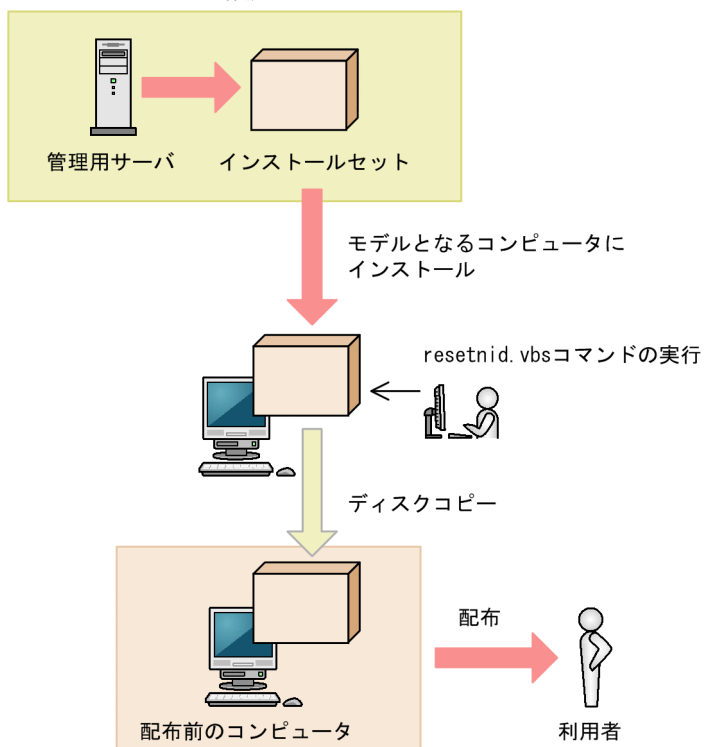 管理用サーバ
インストールセット
モデルとなるコンピュータに
インストール
resetnid.vbsコマンドの実行
ディスクコピー
配布
配布前のコンピュータ
利用者